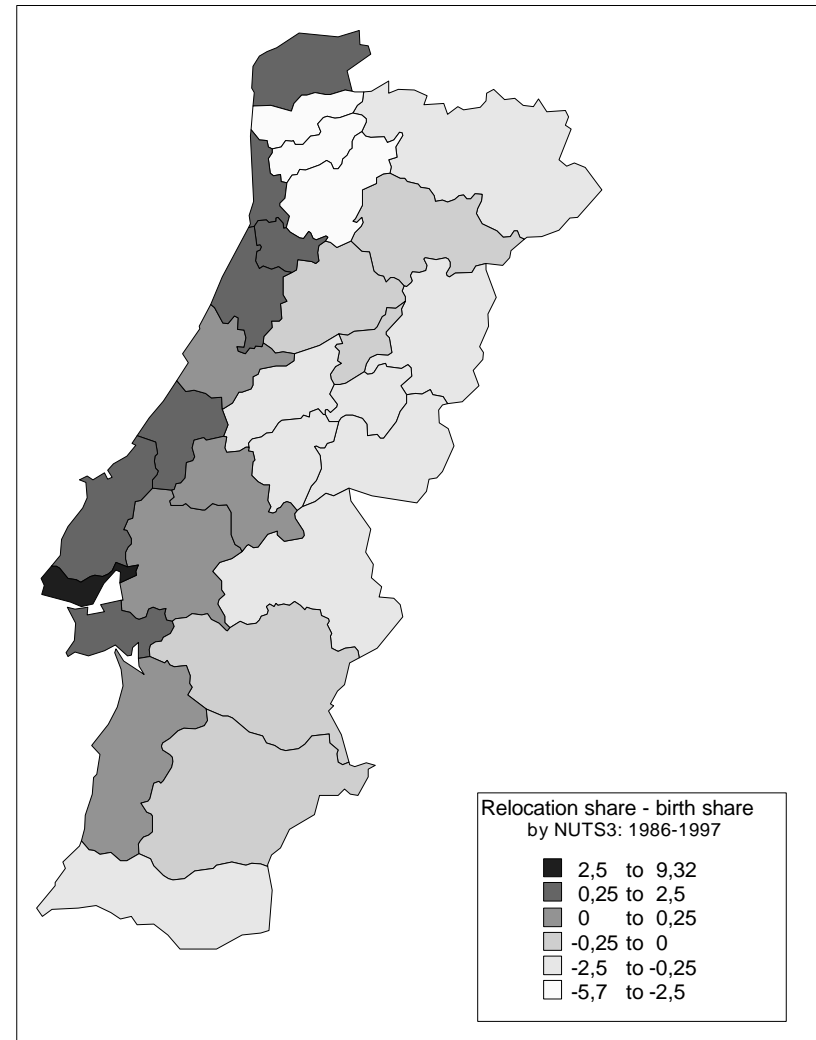 Relocation share - birth share
by NUTS3: 1986-1997
2,5 to 9,32
0,25 to 2,5
0 to 0,25
-0,25 to 0
-2,5 to -0,25
-5,7 to -2,5